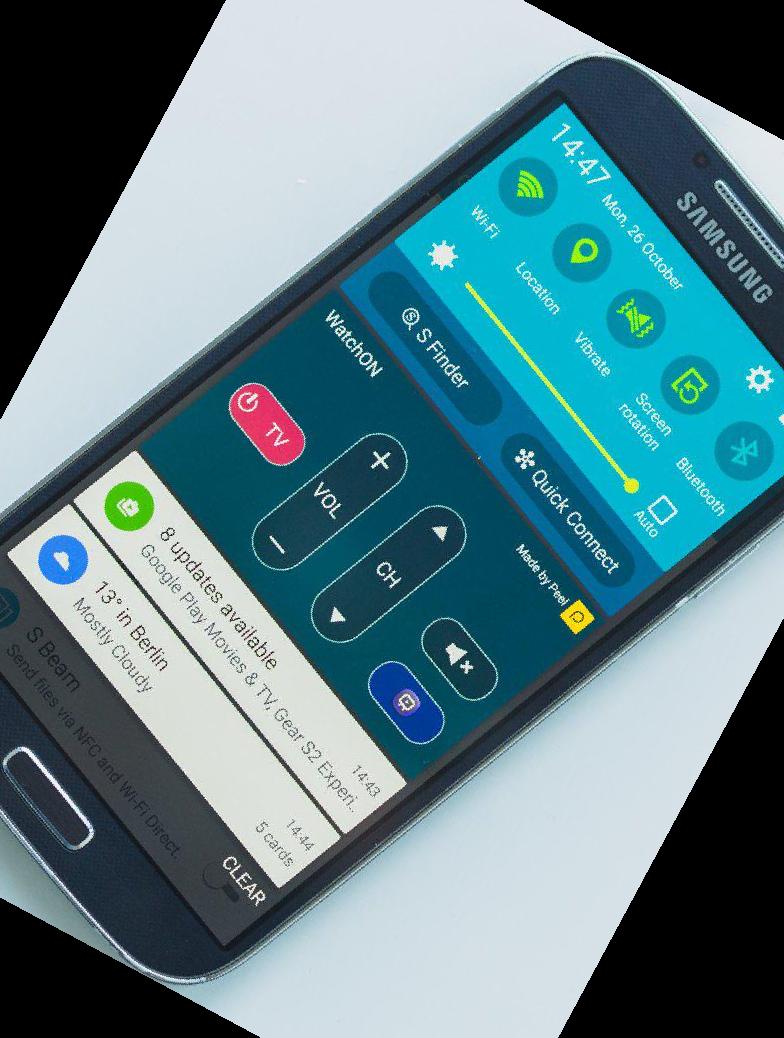 SAMSUNG
14:47 Mon, 26 October
Wi-Fi
Location
Vibrate
Screen
rotation
Bluetooth
Auto
S Finder
Quick Connect
WatchON
Made by Peel
TV
VOL
CH
8 updates available
Google Play Movies & TV, Gear S2 Experi..
14:43
13° in Berlin
Mostly Cloudy
14:44
5 cards
S Beam
Send files via NFC and Wi-Fi Direct.
CLEAR